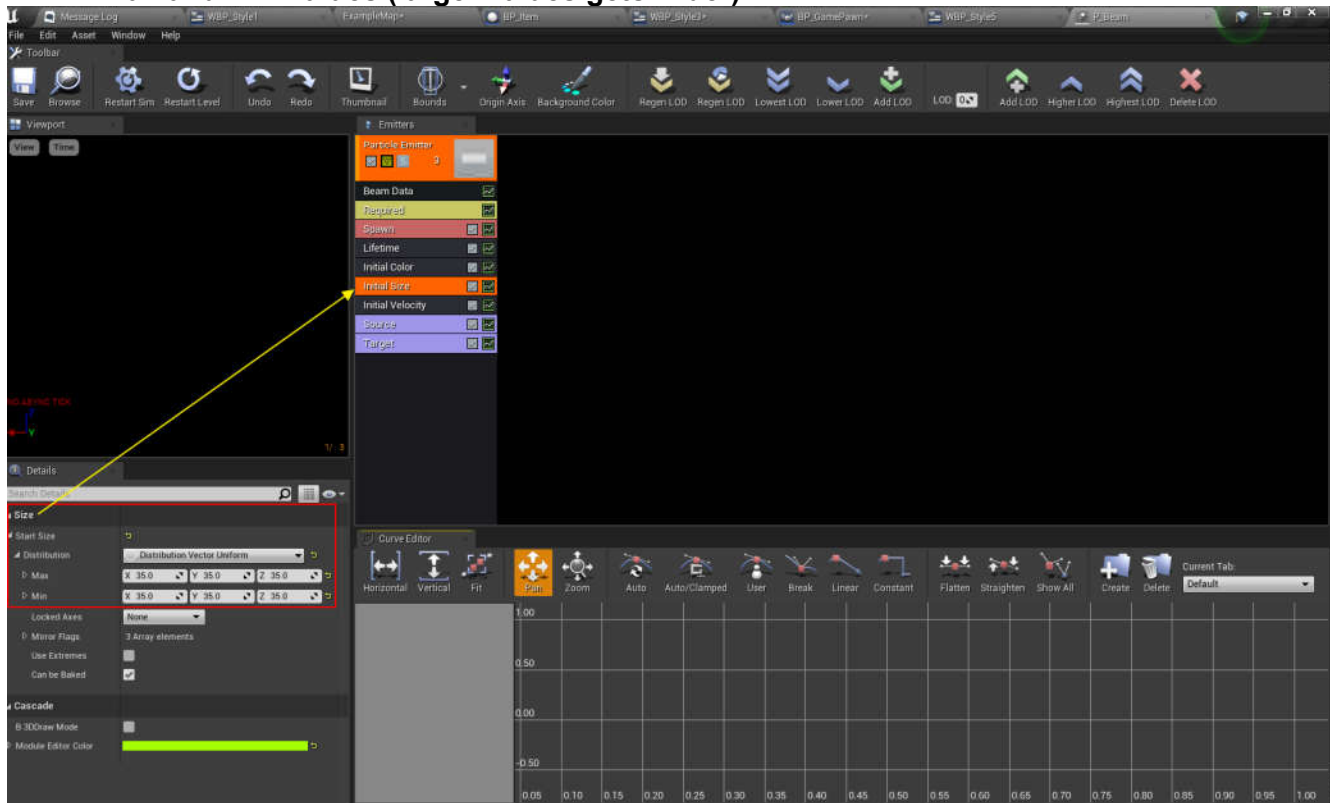 Message Log WBP_Style1 ExampleMap* BP_Item WBP_Style3* BP_GamePawn* WBP_Style5 P_Beam
File Edit Asset Window Help
Toolbar
Save Browse Restart Sim Restart Level Undo Redo Thumbnail Bounds Origin Axis Background Color Regen LOD Regen LOD Lowest LOD Lower LOD Add LOD LOD 0 Add LOD Higher LOD Highest LOD Delete LOD
Viewport
View Time
1/ 3
Emitters
Particle Emitter
3
Beam Data
Required
Spawn
Lifetime
Initial Color
Initial Size
Initial Velocity
Source
Target
Details
Search Details
Size
Start Size
Distribution Distribution Vector Uniform
Max X 35.0 Y 35.0 Z 35.0
Min X 35.0 Y 35.0 Z 35.0
Locked Axes None
Mirror Flags 3 Array elements
Use Extremes
Can be Baked
Cascade
B 3DDraw Mode
Module Editor Color
Curve Editor
Horizontal Vertical Fit Pan Zoom Auto Auto/Clamped User Break Linear Constant Flatten Straighten Show All Create Delete
Current Tab:
Default
1.00
0.50
0.00
-0.50
0.05 0.10 0.15 0.20 0.25 0.30 0.35 0.40 0.45 0.50 0.55 0.60 0.65 0.70 0.75 0.80 0.85 0.90 0.95 1.00